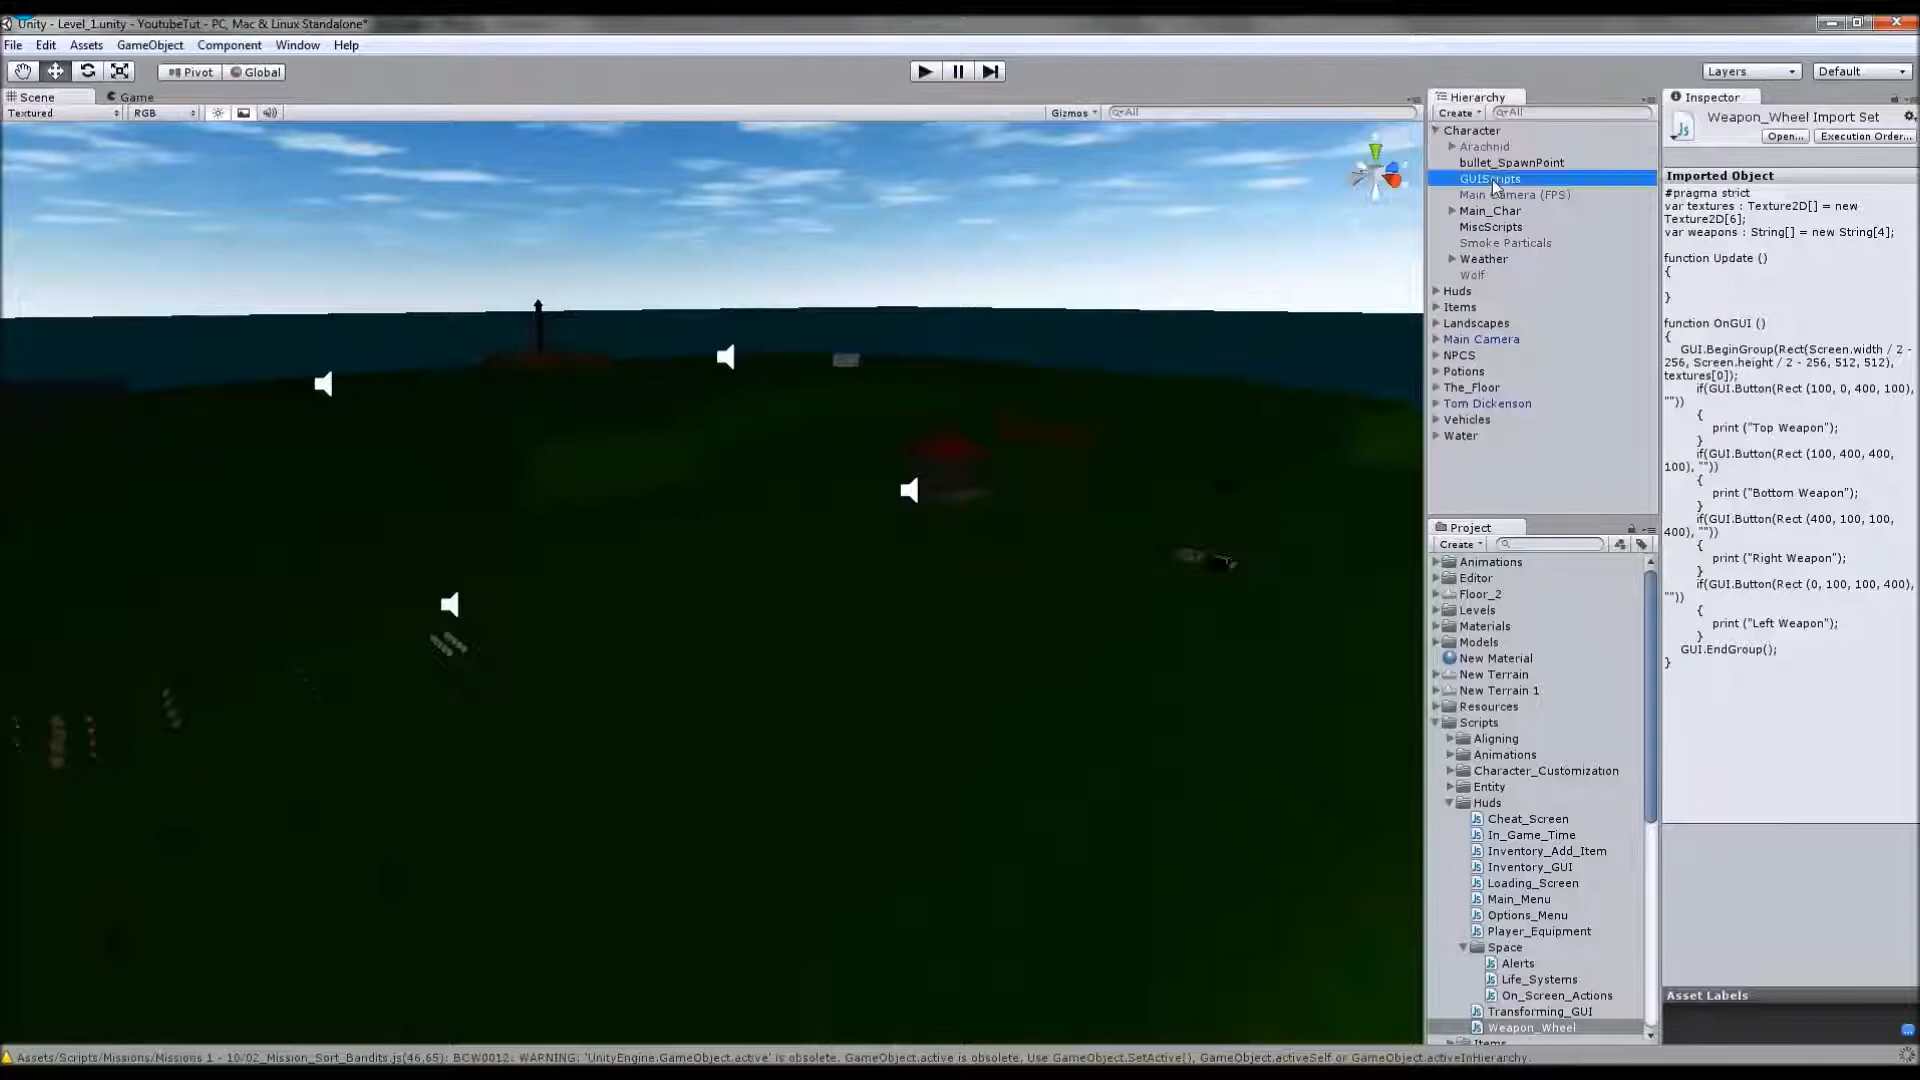 Unity - Level_1.unity - YoutubeTut - PC, Mac & Linux Standalone*
File Edit Assets GameObject Component Window Help
Pivot Global Layers Default
Scene Game
Textured RGB Gizmos All
Hierarchy
Create All
Character
Arachnid
bullet_SpawnPoint
GUIScripts
Main Camera (FPS)
Main_Char
MiscScripts
Smoke Particals
Weather
Wolf
Huds
Items
Landscapes
Main Camera
NPCS
Potions
The_Floor
Tom Dickenson
Vehicles
Water
Project
Create
Animations
Editor
Floor_2
Levels
Materials
Models
New Material
New Terrain
New Terrain 1
Resources
Scripts
Aligning
Animations
Character_Customization
Entity
Huds
Cheat_Screen
In_Game_Time
Inventory_Add_Item
Inventory_GUI
Loading_Screen
Main_Menu
Options_Menu
Player_Equipment
Space
Alerts
Life_Systems
On_Screen_Actions
Transforming_GUI
Weapon_Wheel
Items
Inspector
Weapon_Wheel Import Set
Js
Open... Execution Order...
Imported Object
#pragma strict
var textures : Texture2D[] = new
Texture2D[6];
var weapons : String[] = new String[4];
function Update ()
{
}
function OnGUI ()
{
GUI.BeginGroup(Rect(Screen.width / 2 -
256, Screen.height / 2 - 256, 512, 512),
textures[0]);
if(GUI.Button(Rect (100, 0, 400, 100),
""))
{
print ("Top Weapon");
}
if(GUI.Button(Rect (100, 400, 400,
100), ""))
{
print ("Bottom Weapon");
}
if(GUI.Button(Rect (400, 100, 100,
400), ""))
{
print ("Right Weapon");
}
if(GUI.Button(Rect (0, 100, 100, 400),
""))
{
print ("Left Weapon");
}
GUI.EndGroup();
}
Asset Labels
Assets/Scripts/Missions/Missions 1 - 10/02_Mission_Sort_Bandits.js(46,65): BCW0012: WARNING: 'UnityEngine.GameObject.active' is obsolete. GameObject.active is obsolete. Use GameObject.SetActive(), GameObject.activeSelf or GameObject.activeInHierarchy.